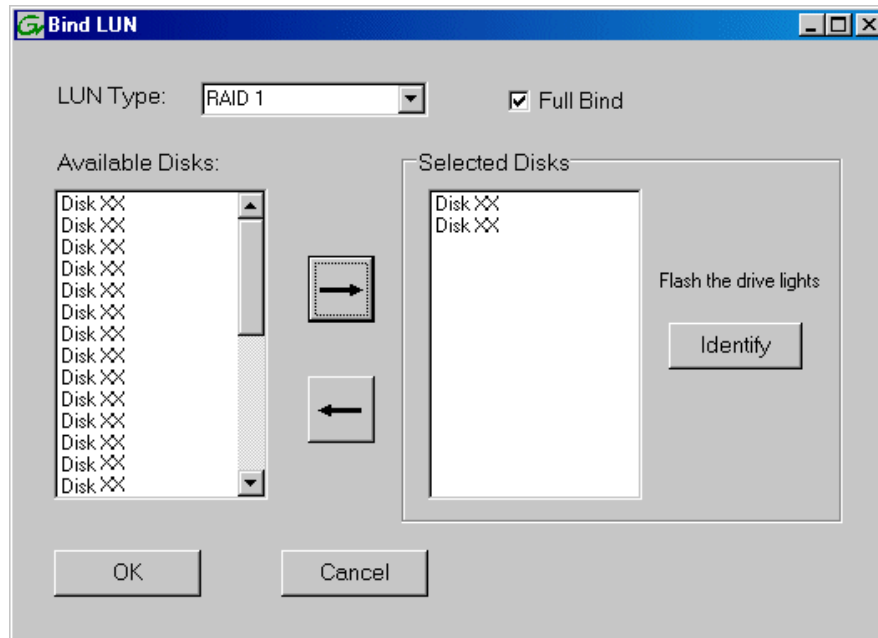 Bind LUN
LUN Type: RAID 1 Full Bind
Available Disks:
Disk XX
Disk XX
Disk XX
Disk XX
Disk XX
Disk XX
Disk XX
Disk XX
Disk XX
Disk XX
Disk XX
Disk XX
Disk XX
Disk XX
Selected Disks
Disk XX
Disk XX
Flash the drive lights
Identify
OK Cancel